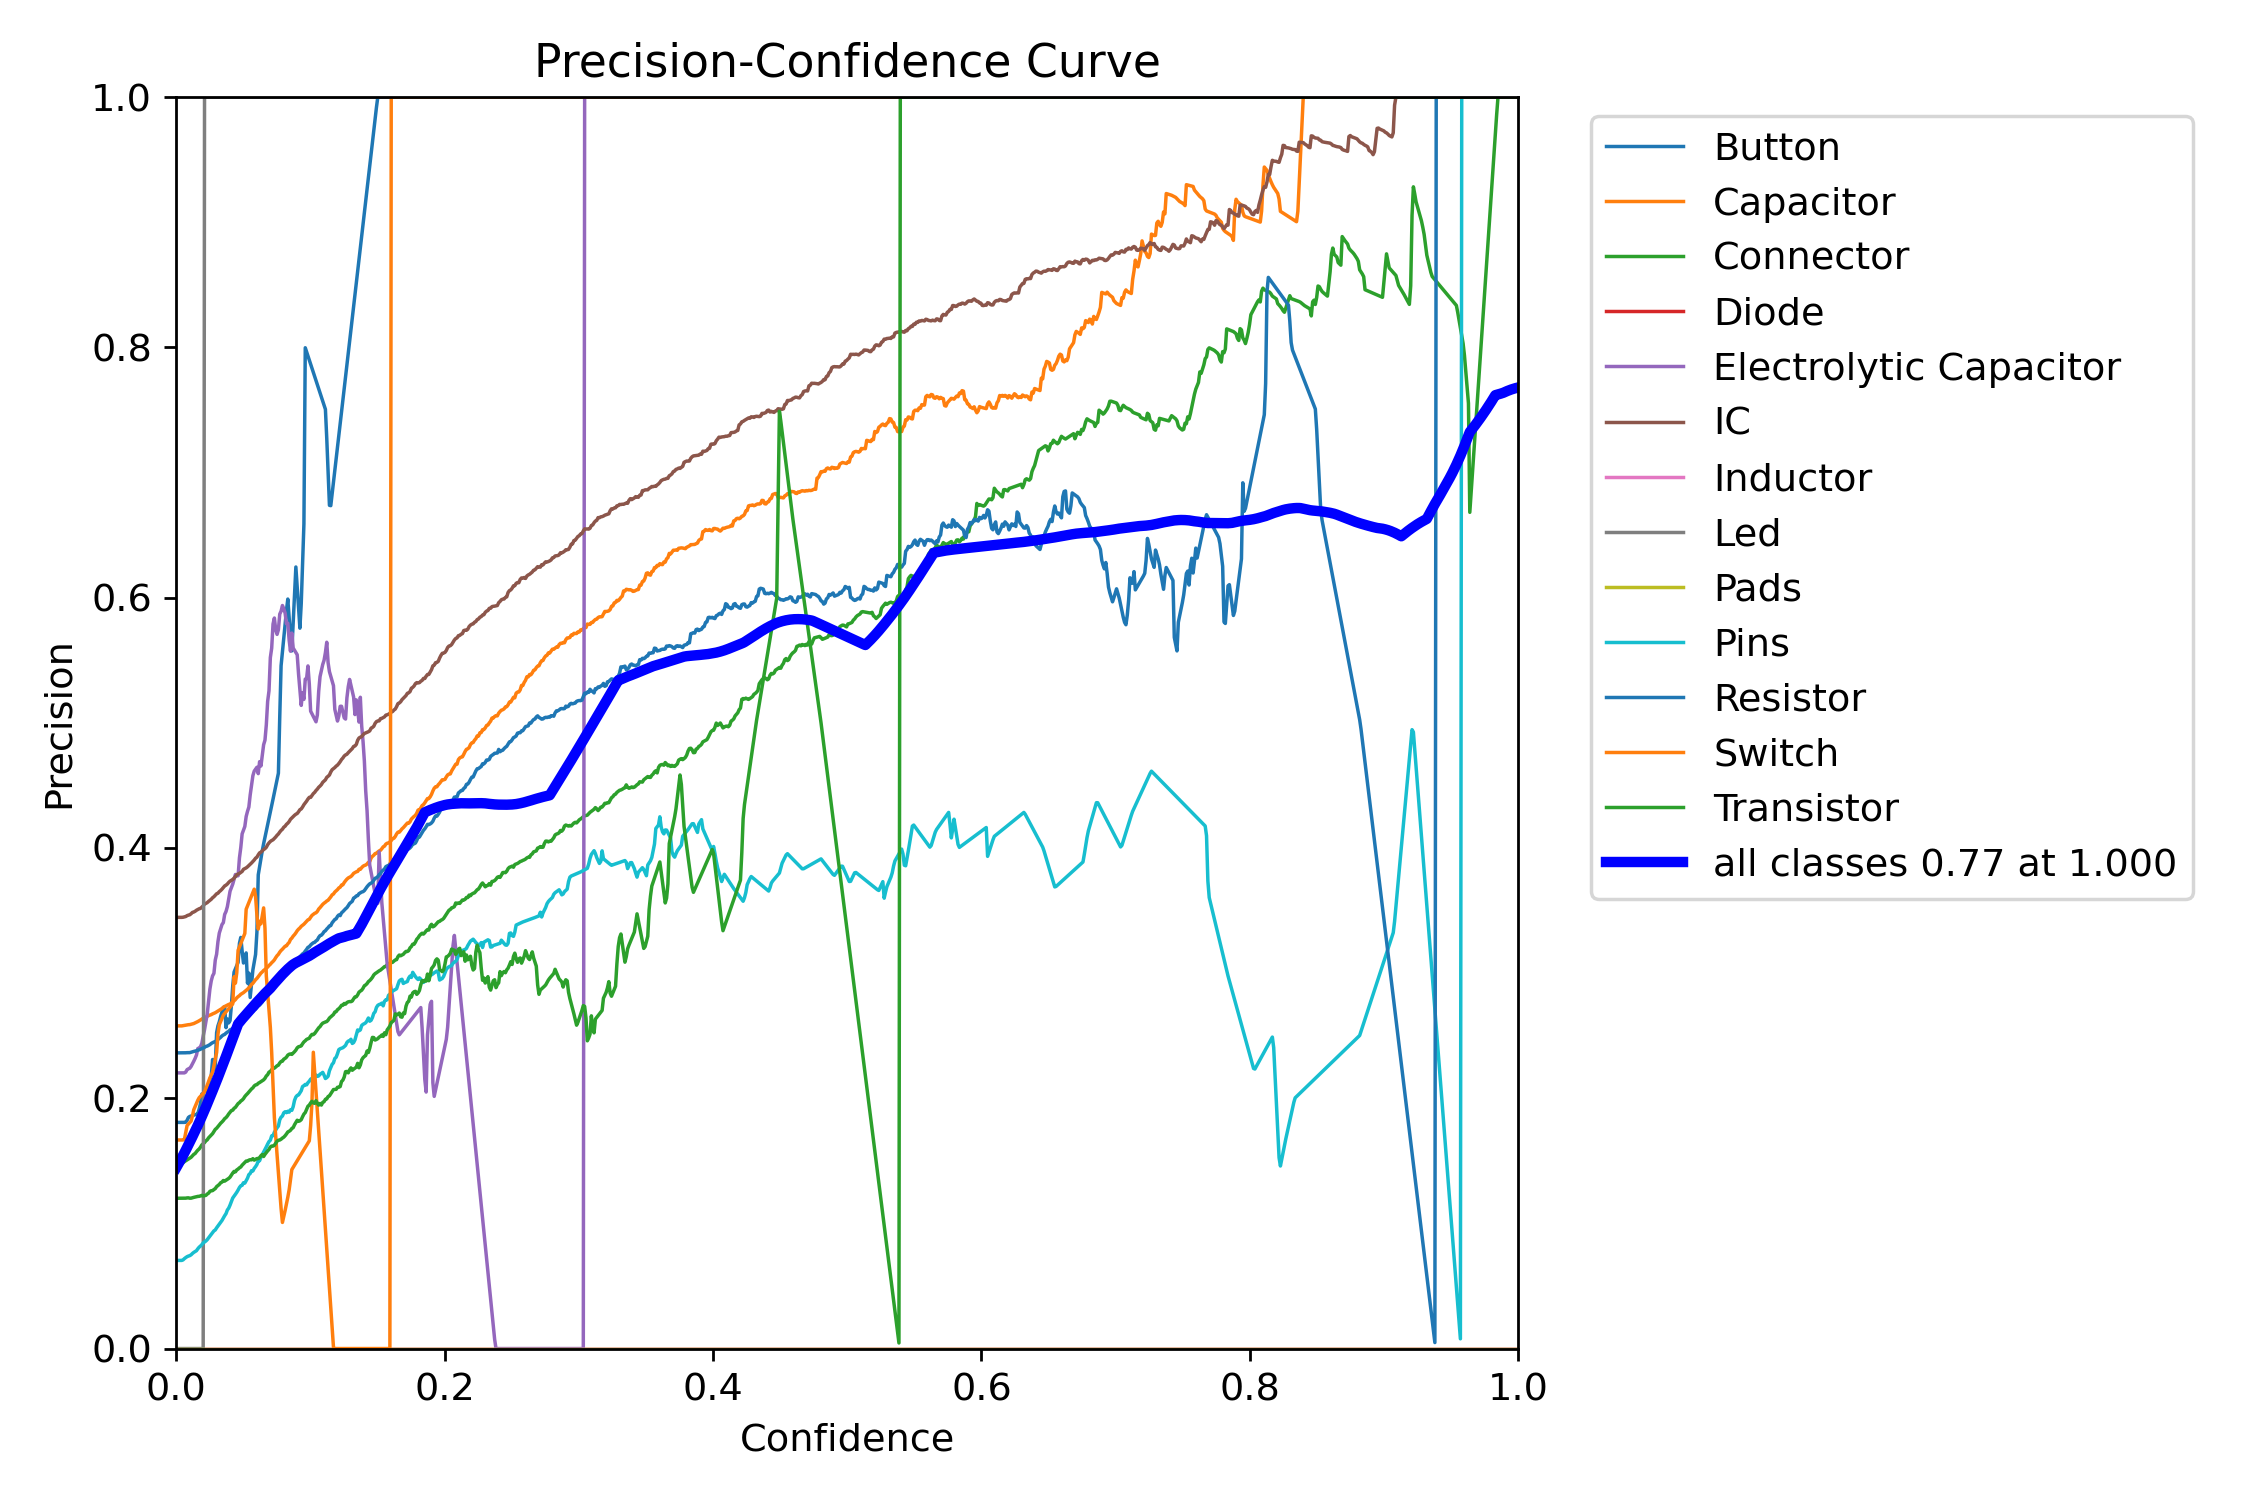 Precision-Confidence Curve
1.0
0.8
0.6
0.4
0.2
0.0
Precision
0.0 0.2 0.4 0.6 0.8 1.0
Confidence
Button
Capacitor
Connector
Diode
Electrolytic Capacitor
IC
Inductor
Led
Pads
Pins
Resistor
Switch
Transistor
all classes 0.77 at 1.000